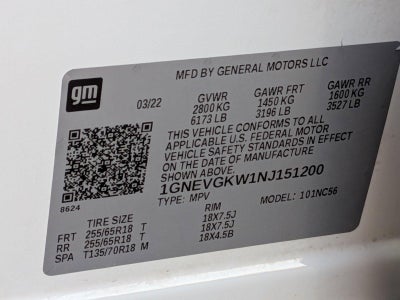 gm
MFD BY GENERAL MOTORS LLC
03/22 GVWR GAWR FRT GAWR RR
2800 KG 1450 KG 1600 KG
6173 LB 3196 LB 3527 LB
THIS VEHICLE CONFORMS TO ALL
APPLICABLE U.S. FEDERAL MOTOR
VEHICLE SAFETY STANDARDS IN EFFECT
ON THE DATE OF MANUFACTURE
SHOWN ABOVE.
1GNEVGKW1NJ151200
8624 TYPE: MPV MODEL: 101NC56
TIRE SIZE RIM
FRT 255/65R18 T 18X7.5J
RR 255/65R18 T 18X7.5J
SPA T135/70R18 M 18X4.5B